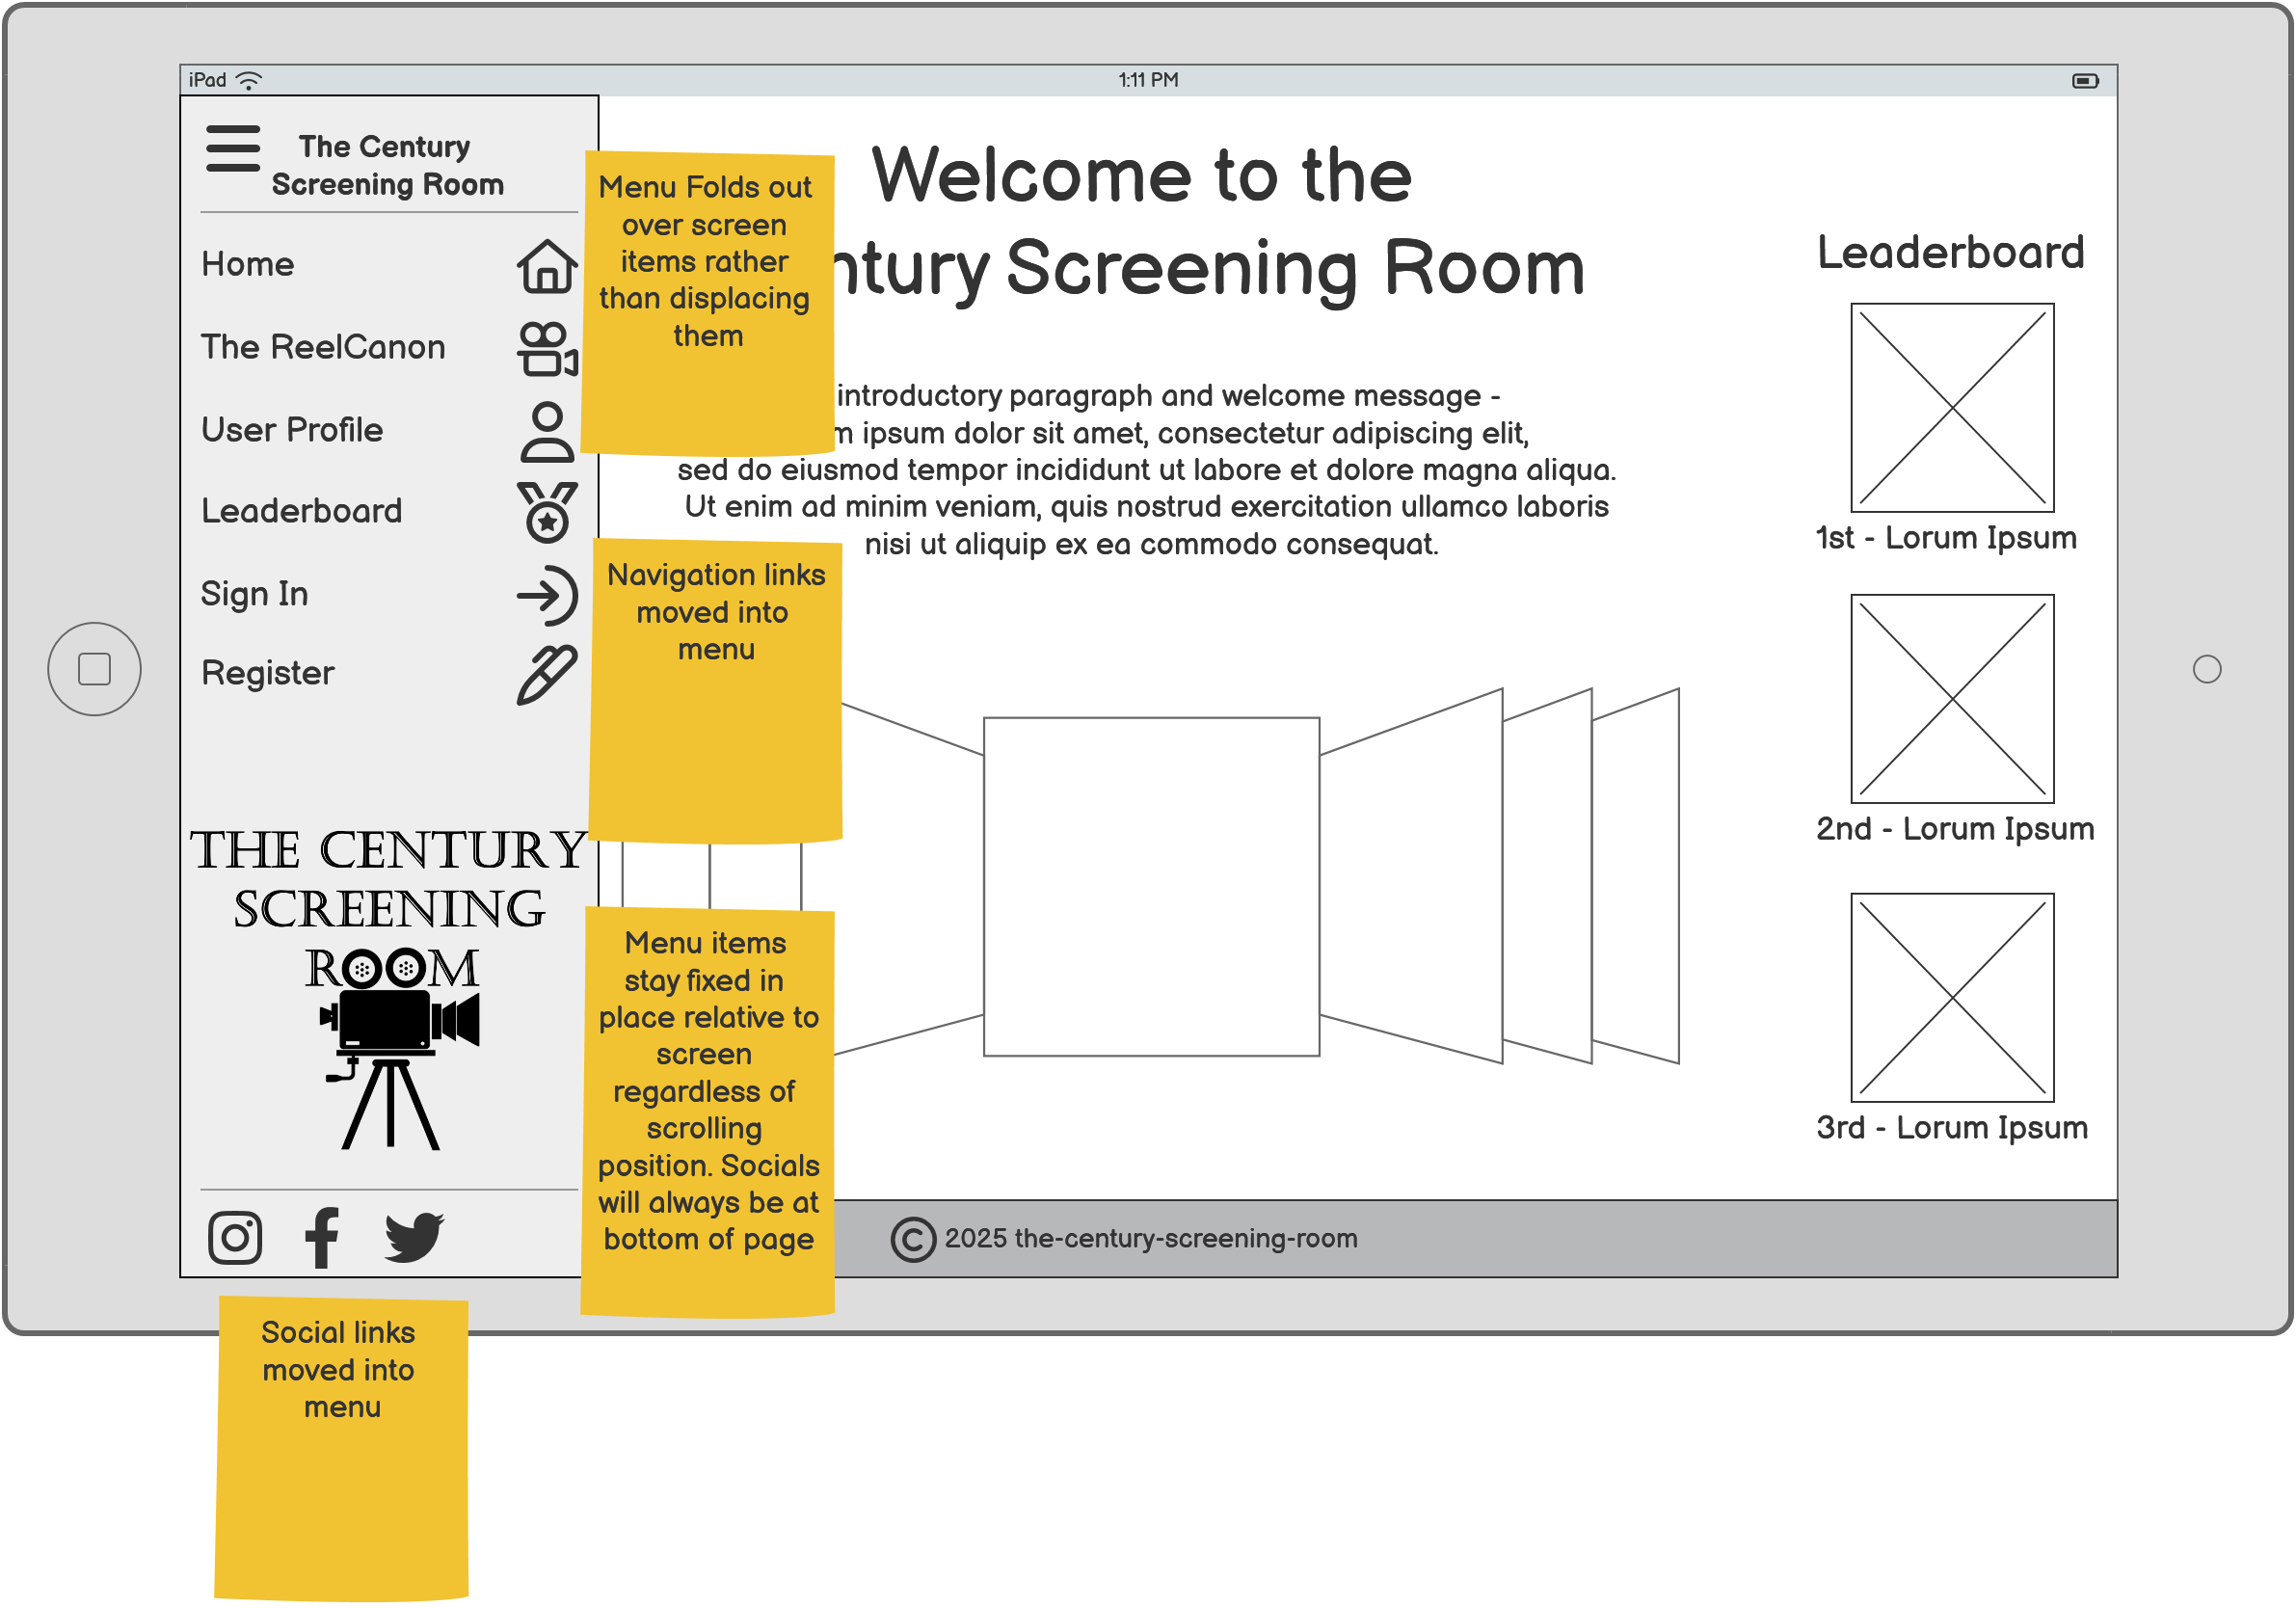 iPad
1:11 PM
The Century
Screening Room
Home
The ReelCanon
User Profile
Leaderboard
Sign In
Register
THE CENTURY
SCREENING
ROOM
Menu Folds out
over screen
items rather
than displacing
them
Navigation links
moved into
menu
Menu items
stay fixed in
place relative to
screen
regardless of
scrolling
position. Socials
will always be at
bottom of page
Social links
moved into
menu
Welcome to the
ntury Screening Room
introductory paragraph and welcome message -
m ipsum dolor sit amet, consectetur adipiscing elit,
sed do eiusmod tempor incididunt ut labore et dolore magna aliqua.
Ut enim ad minim veniam, quis nostrud exercitation ullamco laboris
nisi ut aliquip ex ea commodo consequat.
Leaderboard
1st - Lorum Ipsum
2nd - Lorum Ipsum
3rd - Lorum Ipsum
© 2025 the-century-screening-room